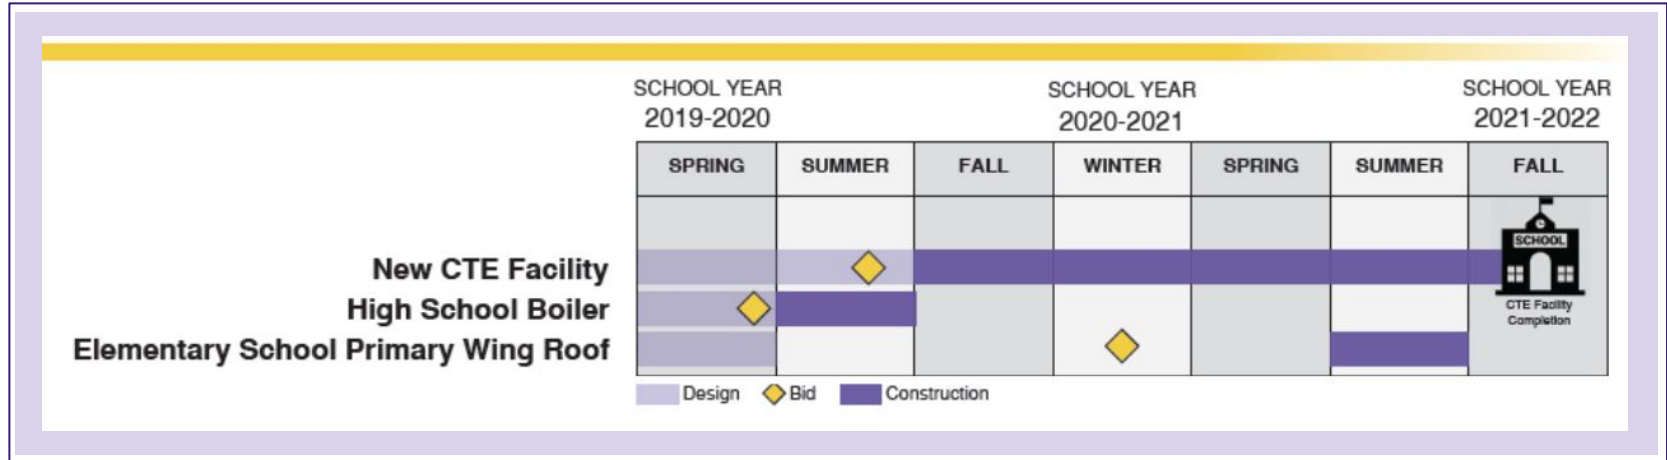 SCHOOL YEAR
2019-2020
SCHOOL YEAR
2020-2021
SCHOOL YEAR
2021-2022
SPRING SUMMER FALL WINTER SPRING SUMMER FALL
SCHOOL
New CTE Facility
High School Boiler
CTE Facility
Completion
Elementary School Primary Wing Roof
Design Bid Construction